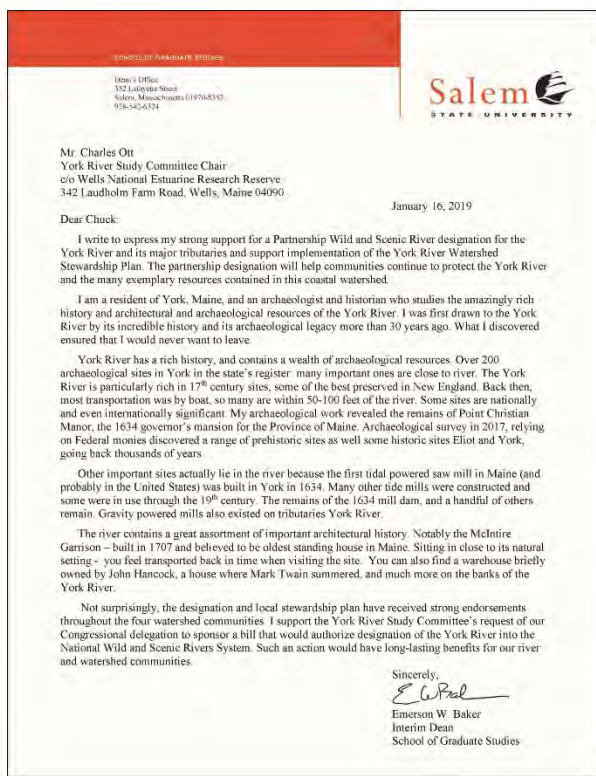 SCHOOL OF GRADUATE STUDIES
Dean's Office
352 Lafayette Street
Salem, Massachusetts 01970-5353
978-542-6324
Salem
STATE UNIVERSITY
Mr. Charles Ott
York River Study Committee Chair
c/o Wells National Estuarine Research Reserve
342 Laudholm Farm Road, Wells, Maine 04090
January 16, 2019
Dear Chuck:
I write to express my strong support for a Partnership Wild and Scenic River designation for the
York River and its major tributaries and support implementation of the York River Watershed
Stewardship Plan. The partnership designation will help communities continue to protect the York River
and the many exemplary resources contained in this coastal watershed.
I am a resident of York, Maine, and an archaeologist and historian who studies the amazingly rich
history and architectural and archaeological resources of the York River. I was first drawn to the York
River by its incredible history and its archaeological legacy more than 30 years ago. What I discovered
ensured that I would never want to leave.
York River has a rich history, and contains a wealth of archaeological resources. Over 200
archaeological sites in York in the state's register: many important ones are close to river. The York
River is particularly rich in 17th century sites, some of the best preserved in New England. Back then,
most transportation was by boat, so many are within 50-100 feet of the river. Some sites are nationally
and even internationally significant. My archaeological work revealed the remains of Point Christian
Manor, the 1634 governor's mansion for the Province of Maine. Archaeological survey in 2017, relying
on Federal monies discovered a range of prehistoric sites as well some historic sites Eliot and York,
going back thousands of years.
Other important sites actually lie in the river because the first tidal powered saw mill in Maine (and
probably in the United States) was built in York in 1634. Many other tide mills were constructed and
some were in use through the 19th century. The remains of the 1634 mill dam, and a handful of others
remain. Gravity powered mills also existed on tributaries York River.
The river contains a great assortment of important architectural history. Notably the McIntire
Garrison – built in 1707 and believed to be oldest standing house in Maine. Sitting in close to its natural
setting - you feel transported back in time when visiting the site. You can also find a warehouse briefly
owned by John Hancock, a house where Mark Twain summered, and much more on the banks of the
York River.
Not surprisingly, the designation and local stewardship plan have received strong endorsements
throughout the four watershed communities. I support the York River Study Committee's request of our
Congressional delegation to sponsor a bill that would authorize designation of the York River into the
National Wild and Scenic Rivers System. Such an action would have long-lasting benefits for our river
and watershed communities.
Sincerely,
Emerson W. Baker
Interim Dean
School of Graduate Studies